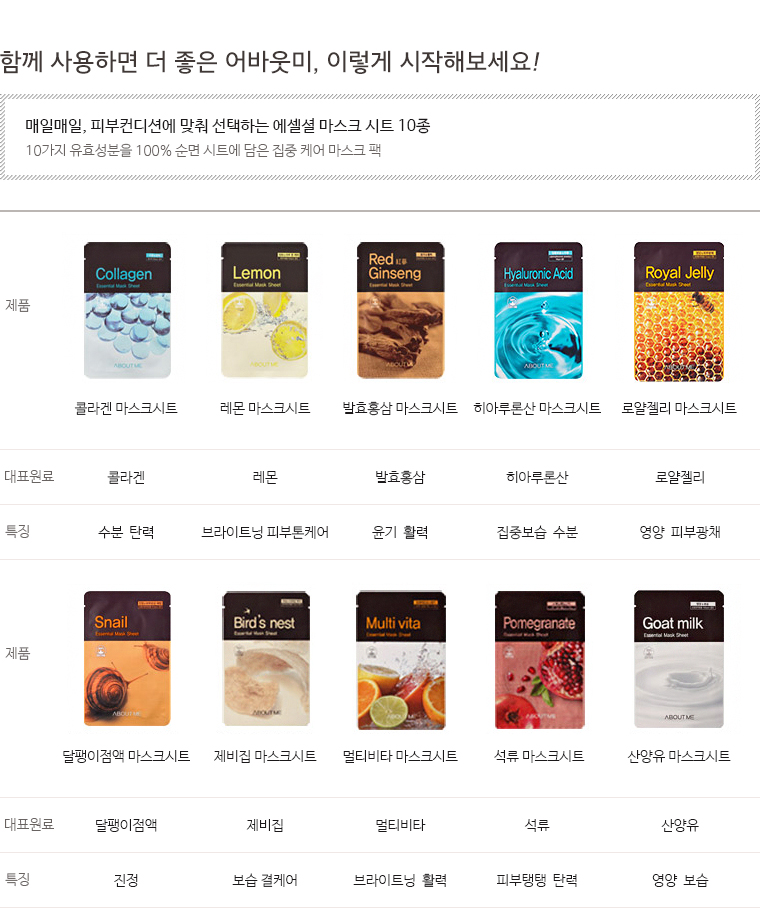 함께 사용하면 더 좋은 어바웃미, 이렇게 시작해보세요!
매일매일, 피부컨디션에 맞춰 선택하는 에셀셜 마스크 시트 10종
10가지 유효성분을 100% 순면 시트에 담은 집중 케어 마스크 팩
제품
Collagen
Essential Mask Sheet
ABOUT ME
Lemon
Essential Mask Sheet
ABOUT ME
Red 紅蔘
Ginseng
Essential Mask Sheet
ABOUT ME
Hyaluronic Acid
Essential Mask Sheet
ABOUT ME
Royal Jelly
Essential Mask Sheet
ABOUT ME
콜라겐 마스크시트 레몬 마스크시트 발효홍삼 마스크시트 히아루론산 마스크시트 로얄젤리 마스크시트
대표원료 콜라겐 레몬 발효홍삼 히아루론산 로얄젤리
특징 수분 탄력 브라이트닝 피부톤케어 윤기 활력 집중보습 수분 영양 피부광채
제품
Snail
Essential Mask Sheet
ABOUT ME
Bird's nest
Essential Mask Sheet
ABOUT ME
Multi vita
Essential Mask Sheet
ABOUT ME
Pomegranate
Essential Mask Sheet
ABOUT ME
Goat milk
Essential Mask Sheet
ABOUT ME
달팽이점액 마스크시트 제비집 마스크시트 멀티비타 마스크시트 석류 마스크시트 산양유 마스크시트
대표원료 달팽이점액 제비집 멀티비타 석류 산양유
특징 진정 보습 결케어 브라이트닝 활력 피부탱탱 탄력 영양 보습